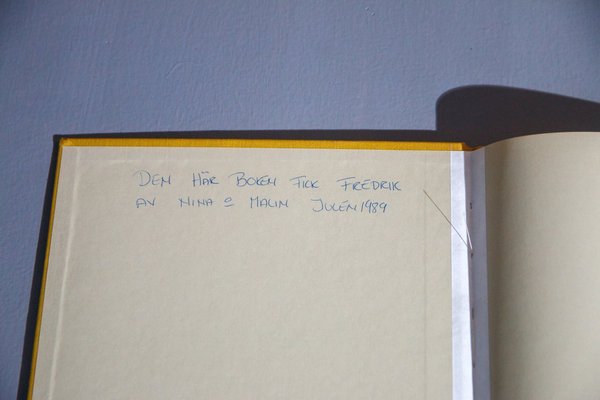 DEN HÄR BOKEN FICK FREDRIK
AV NINA o MALIN JULEN 1989